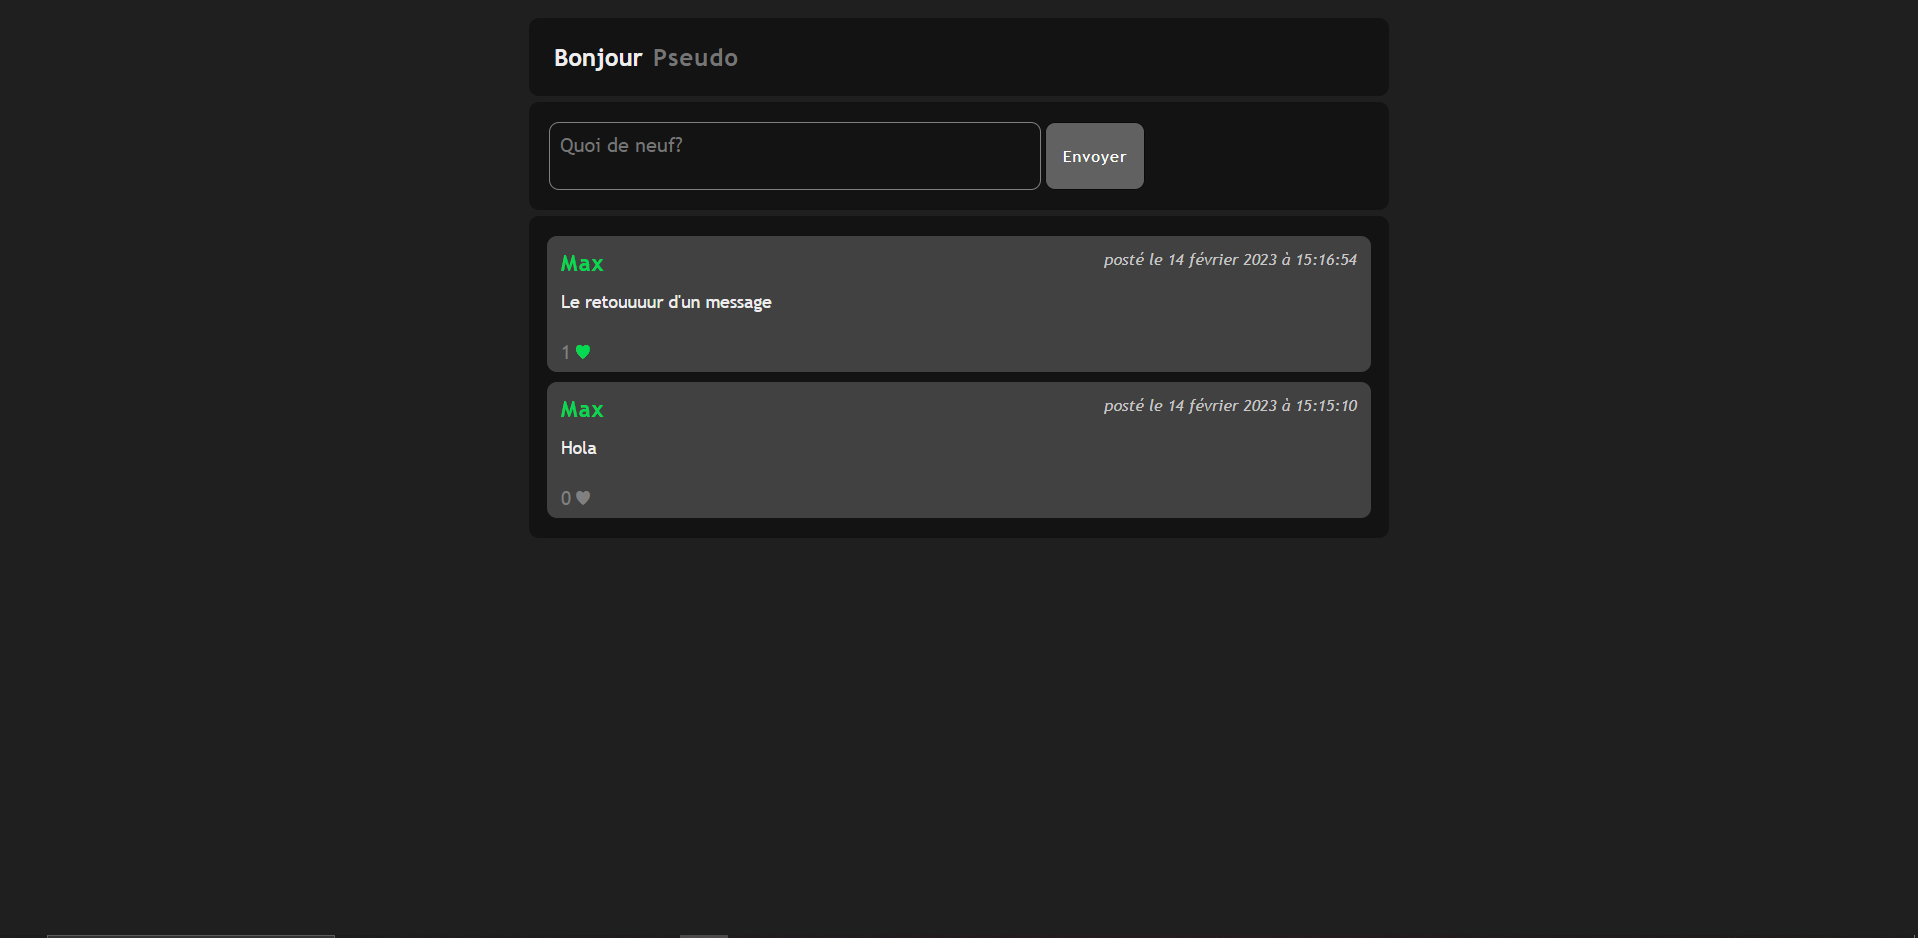 Bonjour Pseudo
Quoi de neuf?
Envoyer
Max
posté le 14 février 2023 à 15:16:54
Le retouuuur d'un message
1
Max
posté le 14 février 2023 à 15:15:10
Hola
0